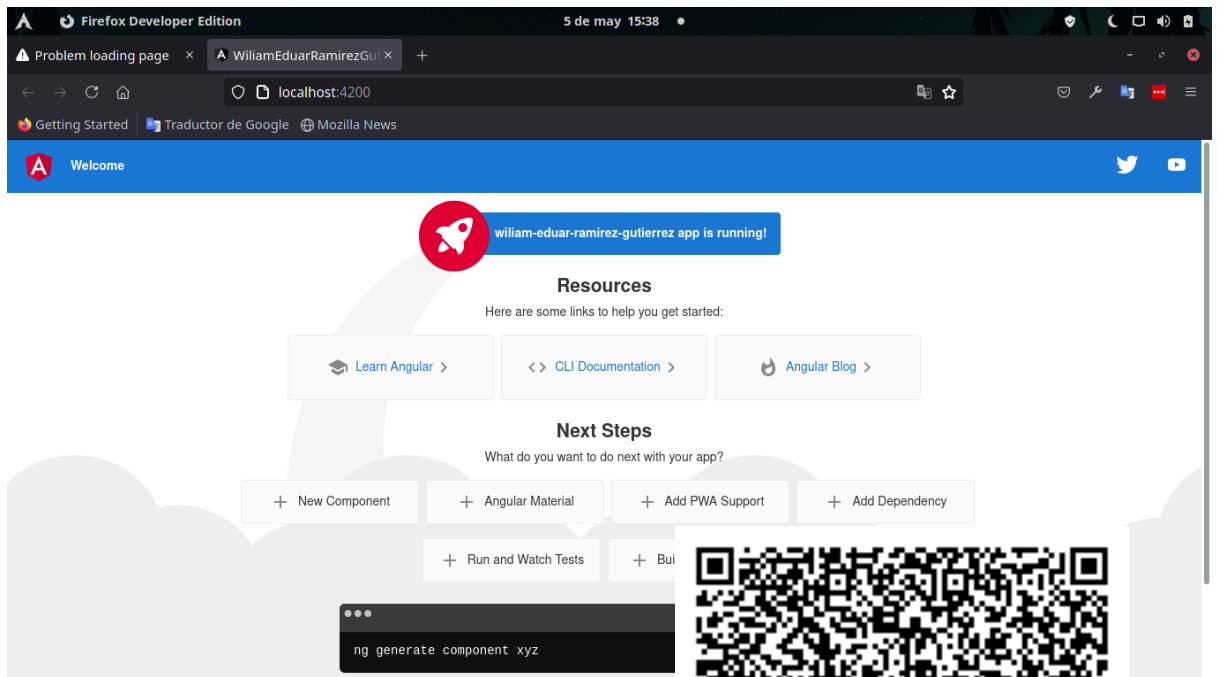 Firefox Developer Edition
5 de may 15:38
Problem loading page
WiliamEduarRamirezGut
localhost:4200
Getting Started
Traductor de Google
Mozilla News
Welcome
wiliam-eduar-ramirez-gutierrez app is running!
Resources
Here are some links to help you get started:
Learn Angular
CLI Documentation
Angular Blog
Next Steps
What do you want to do next with your app?
New Component
Angular Material
Add PWA Support
Add Dependency
Run and Watch Tests
Bui
ng generate component xyz